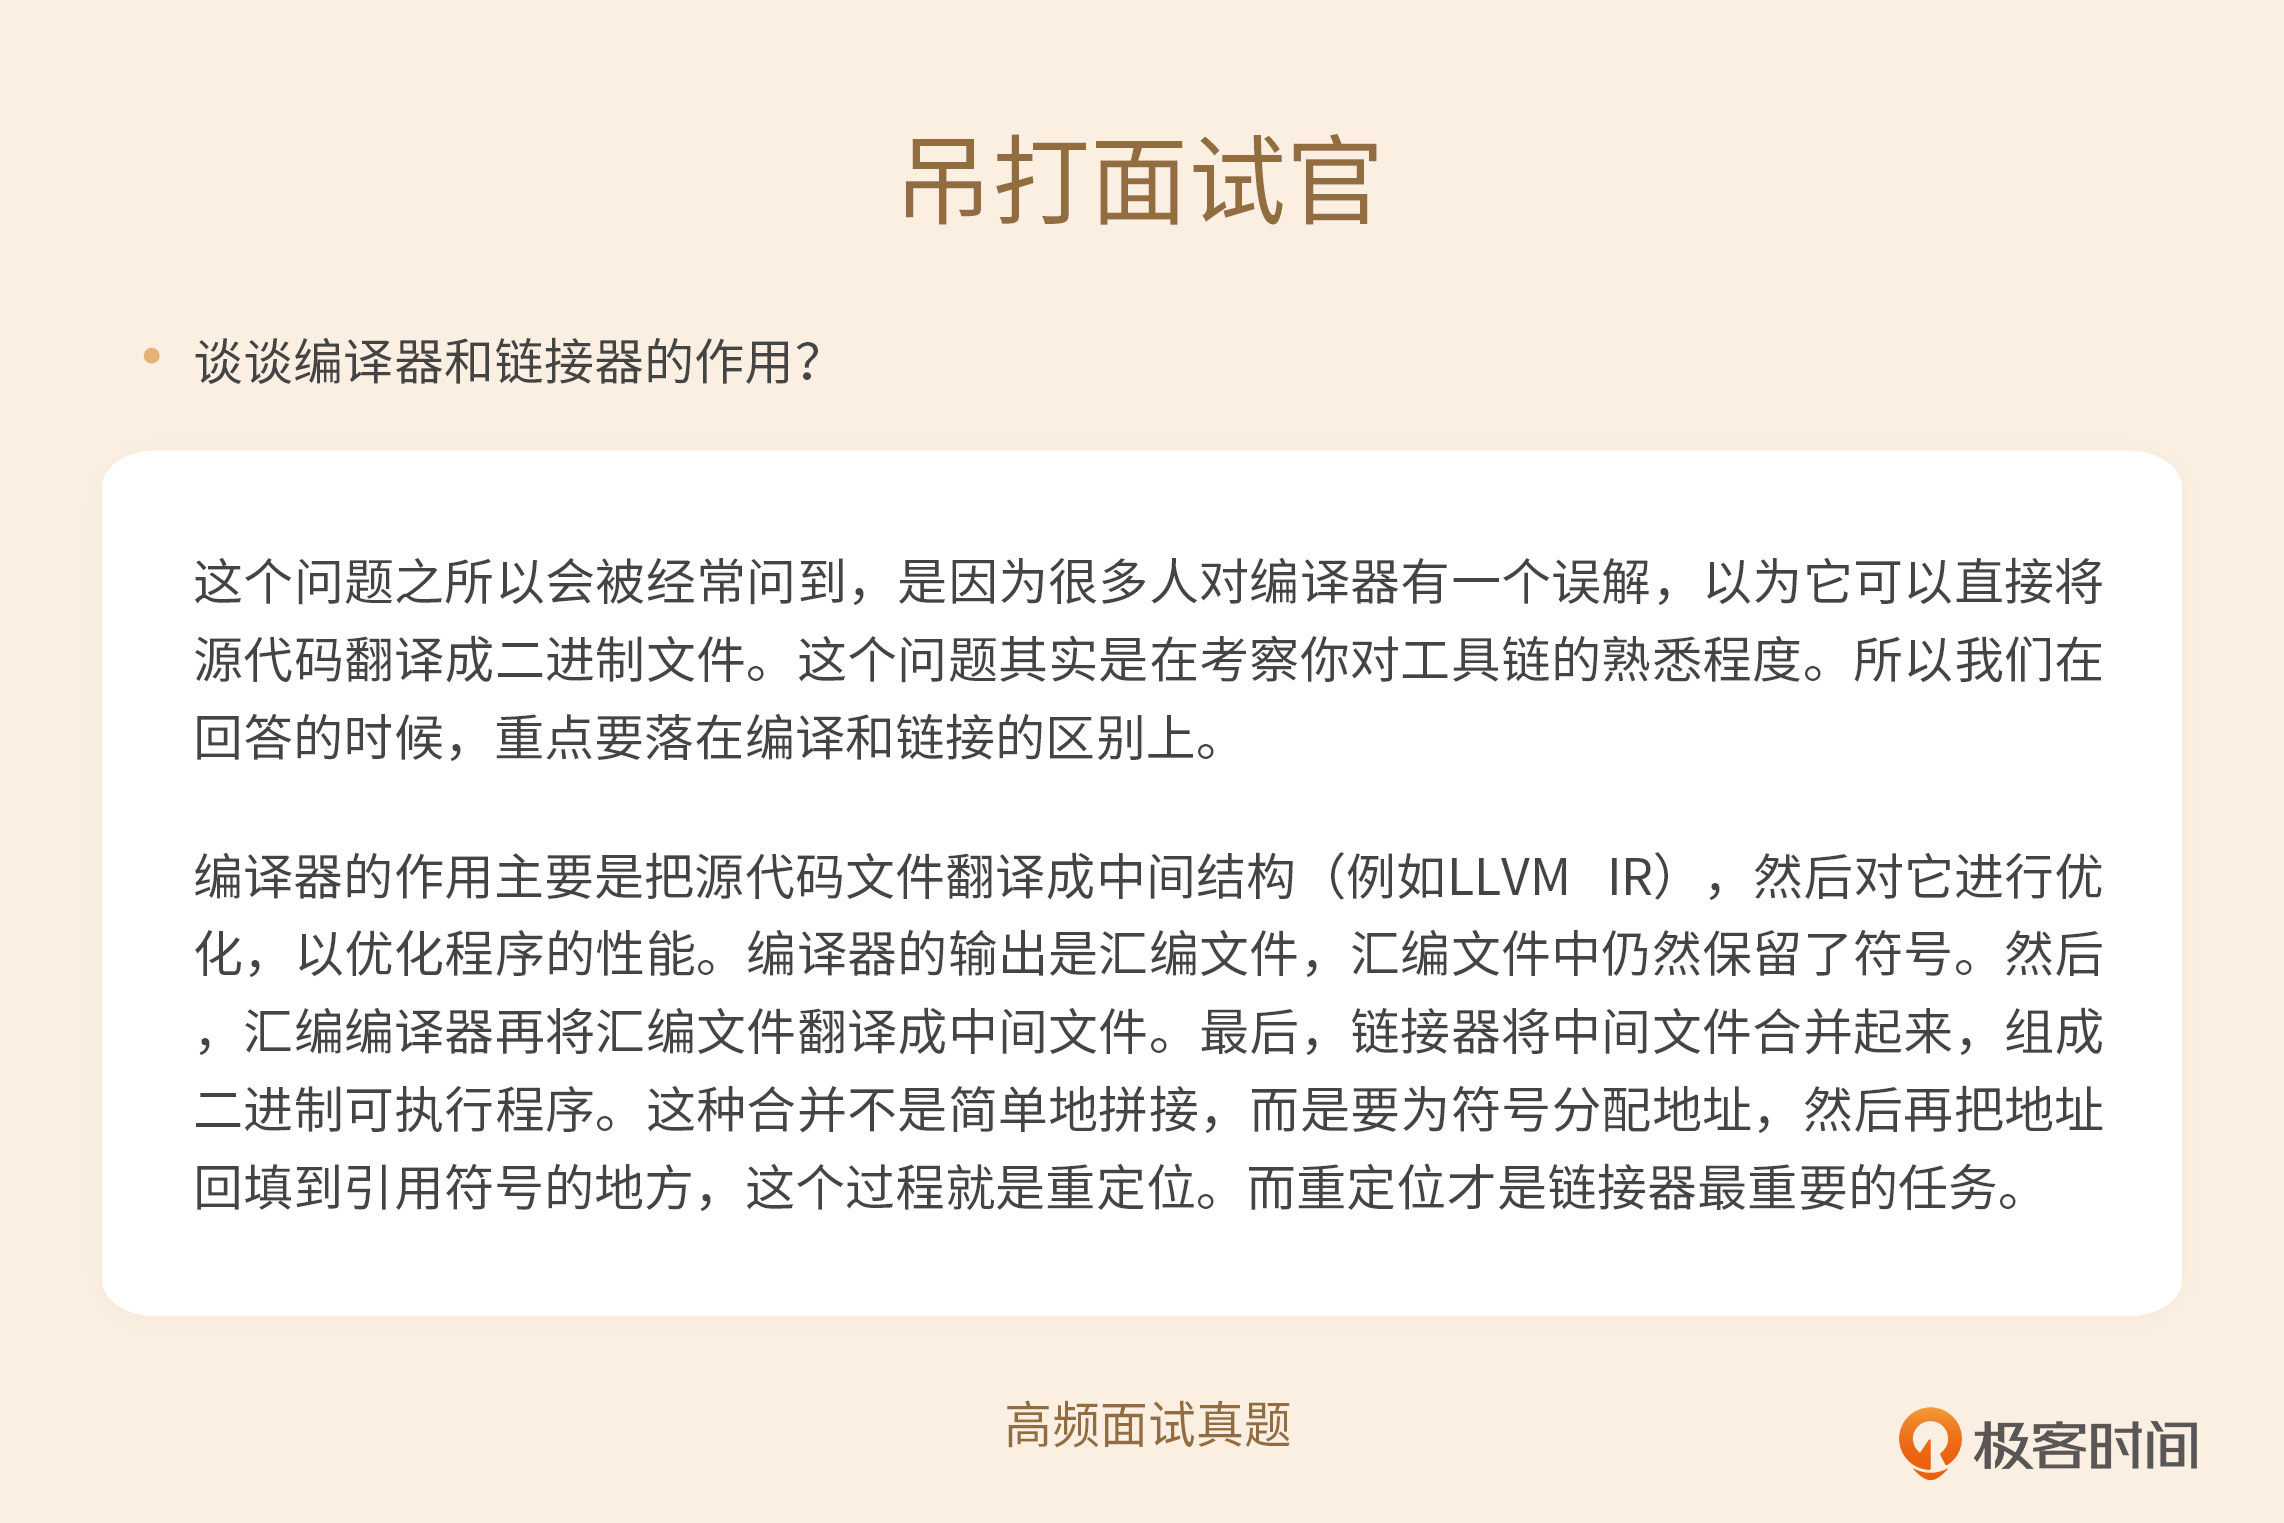 吊打面试官
谈谈编译器和链接器的作用？
这个问题之所以会被经常问到，是因为很多人对编译器有一个误解，以为它可以直接将
源代码翻译成二进制文件。这个问题其实是在考察你对工具链的熟悉程度。所以我们在
回答的时候，重点要落在编译和链接的区别上。
编译器的作用主要是把源代码文件翻译成中间结构（例如LLVM IR），然后对它进行优
化，以优化程序的性能。编译器的输出是汇编文件，汇编文件中仍然保留了符号。然后
，汇编编译器再将汇编文件翻译成中间文件。最后，链接器将中间文件合并起来，组成
二进制可执行程序。这种合并不是简单地拼接，而是要为符号分配地址，然后再把地址
回填到引用符号的地方，这个过程就是重定位。而重定位才是链接器最重要的任务。
高频面试真题
极客时间